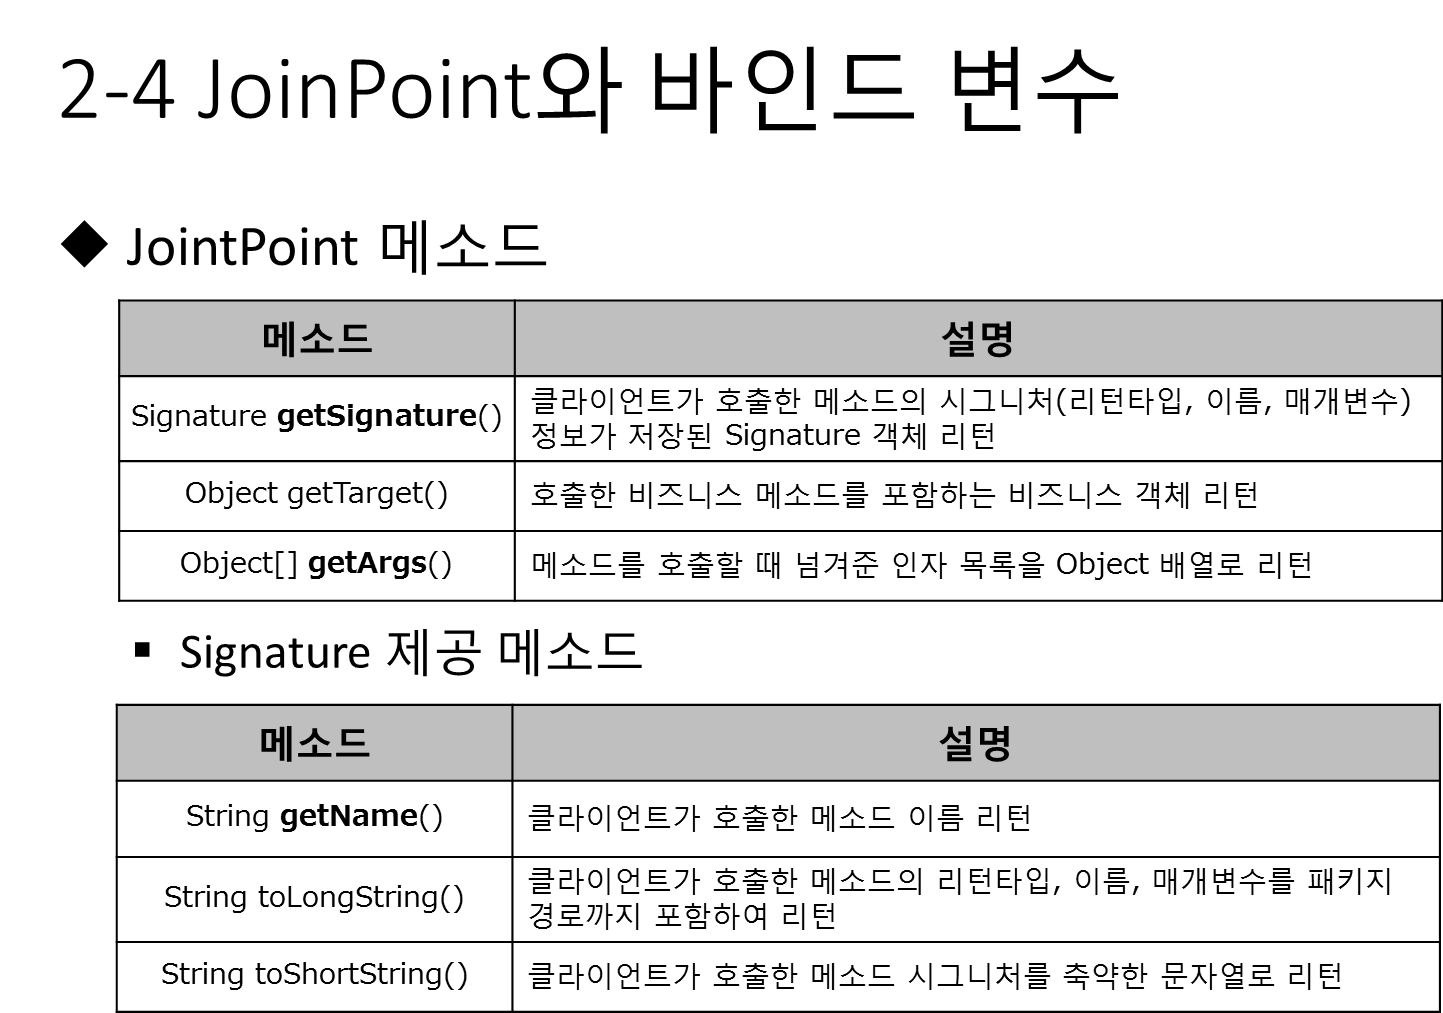 2-4 JoinPoint와 바인드 변수
◆ JointPoint 메소드
메소드 설명
Signature getSignature() 클라이언트가 호출한 메소드의 시그니처(리턴타입, 이름, 매개변수)
정보가 저장된 Signature 객체 리턴
Object getTarget() 호출한 비즈니스 메소드를 포함하는 비즈니스 객체 리턴
Object[] getArgs() 메소드를 호출할 때 넘겨준 인자 목록을 Object 배열로 리턴
▪ Signature 제공 메소드
메소드 설명
String getName() 클라이언트가 호출한 메소드 이름 리턴
String toLongString() 클라이언트가 호출한 메소드의 리턴타입, 이름, 매개변수를 패키지
경로까지 포함하여 리턴
String toShortString() 클라이언트가 호출한 메소드 시그니처를 축약한 문자열로 리턴